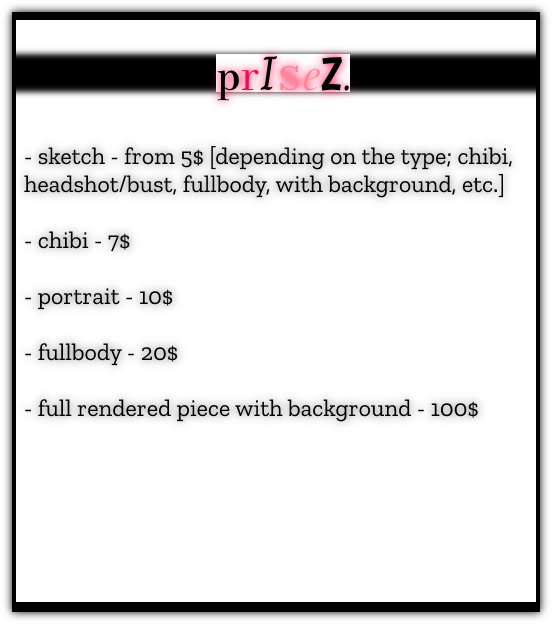 prIseZ.
- sketch - from 5$ [depending on the type; chibi,
headshot/bust, fullbody, with background, etc.]
- chibi - 7$
- portrait - 10$
- fullbody - 20$
- full rendered piece with background - 100$